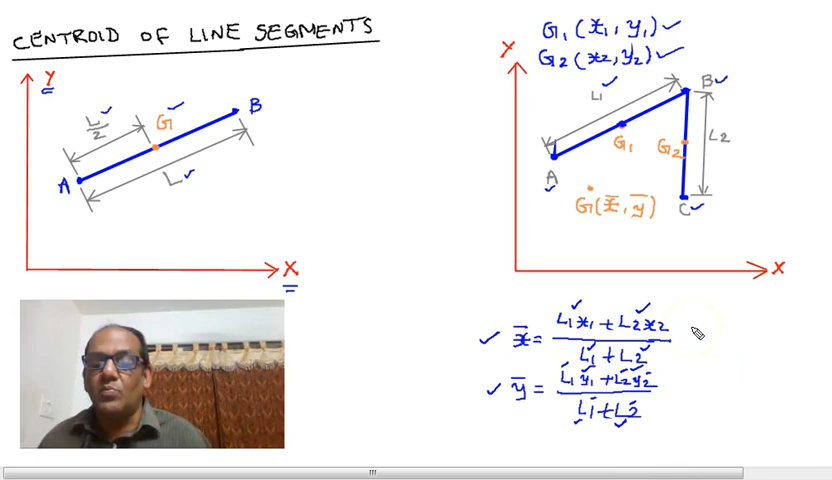 CENTROID OF LINE SEGMENTS
Y
L/2
G
B
A
L
X
G1 (x1, y1)
G2 (x2, y2)
X
L1
B
G1
G2
L2
A
G(x̄, ȳ)
C
X
x̄ = L1x1 + L2x2 / L1 + L2
ȳ = L1y1 + L2y2 / L1 + L2